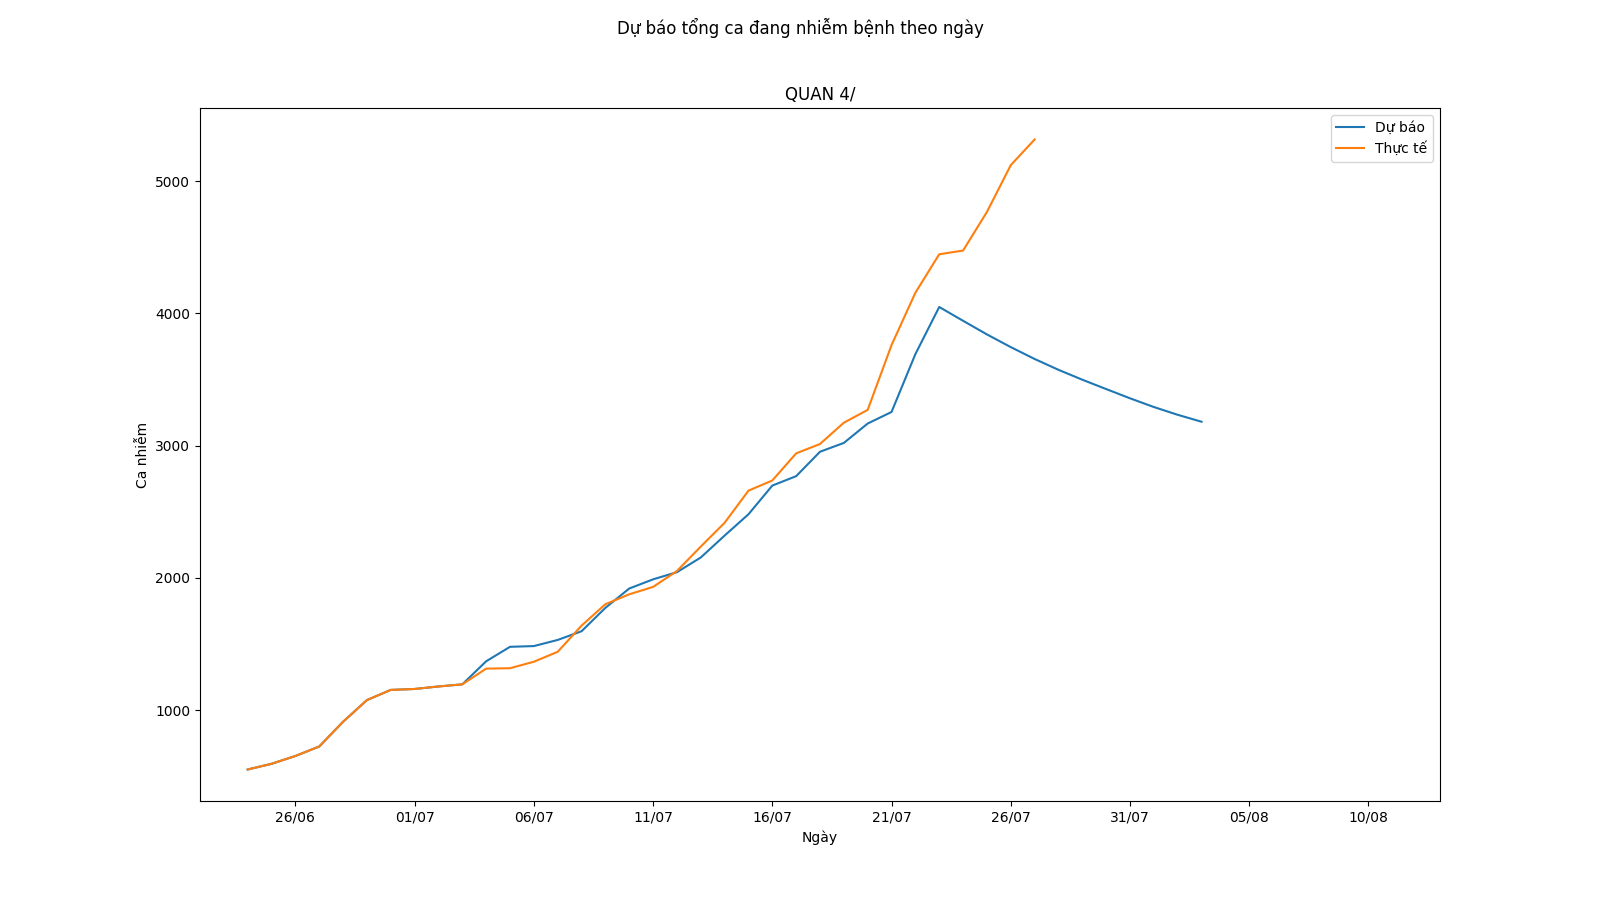 Dự báo tổng ca đang nhiễm bệnh theo ngày
QUAN 4/
Dự báo
Thực tế
5000
4000
3000
2000
1000
Ca nhiễm
26/06 01/07 06/07 11/07 16/07 21/07 26/07 31/07 05/08 10/08
Ngày